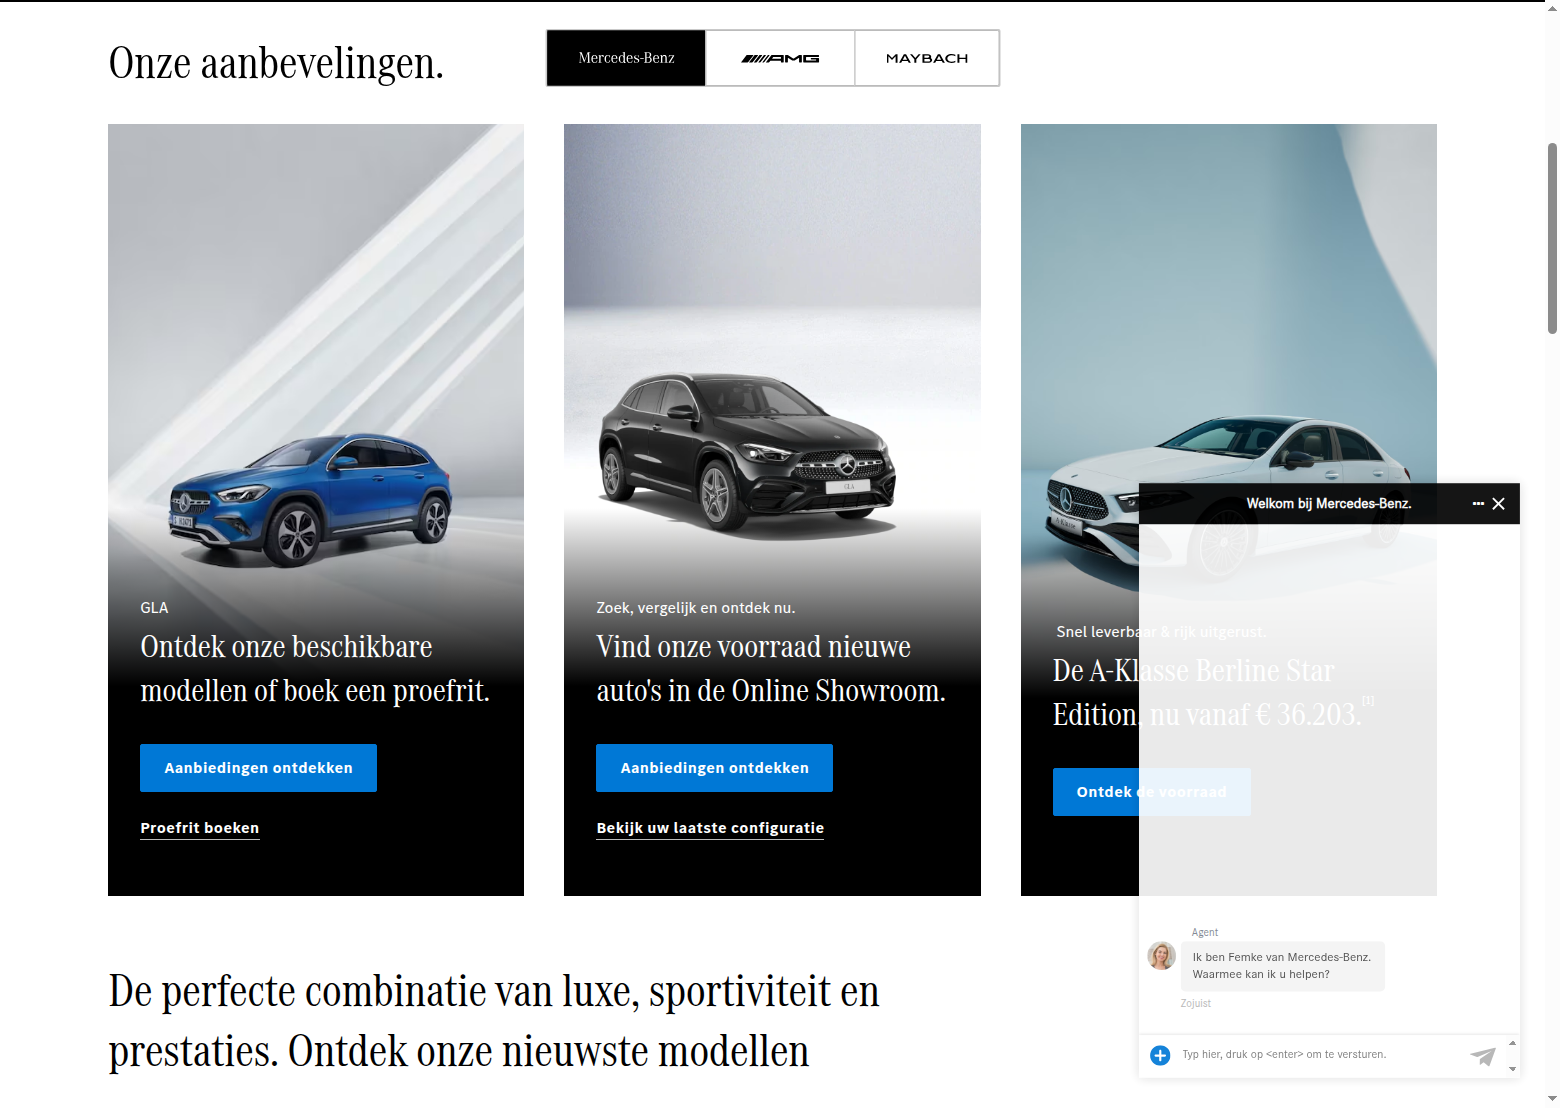 Onze aanbevelingen.
Mercedes-Benz
AMG
MAYBACH
GLA
Ontdek onze beschikbare
modellen of boek een proefrit.
Aanbiedingen ontdekken
Proefrit boeken
GLA
Zoek, vergelijk en ontdek nu.
Vind onze voorraad nieuwe
auto's in de Online Showroom.
Aanbiedingen ontdekken
Bekijk uw laatste configuratie
A-Klasse
Snel leverbaar & rijk uitgerust.
De A-Klasse Berline Star
Edition, nu vanaf € 36.203.[1]
Ontdek de voorraad
Welkom bij Mercedes-Benz.
Agent
Ik ben Femke van Mercedes-Benz.
Waarmee kan ik u helpen?
Zojuist
Typ hier, druk op <enter> om te versturen.
De perfecte combinatie van luxe, sportiviteit en
prestaties. Ontdek onze nieuwste modellen